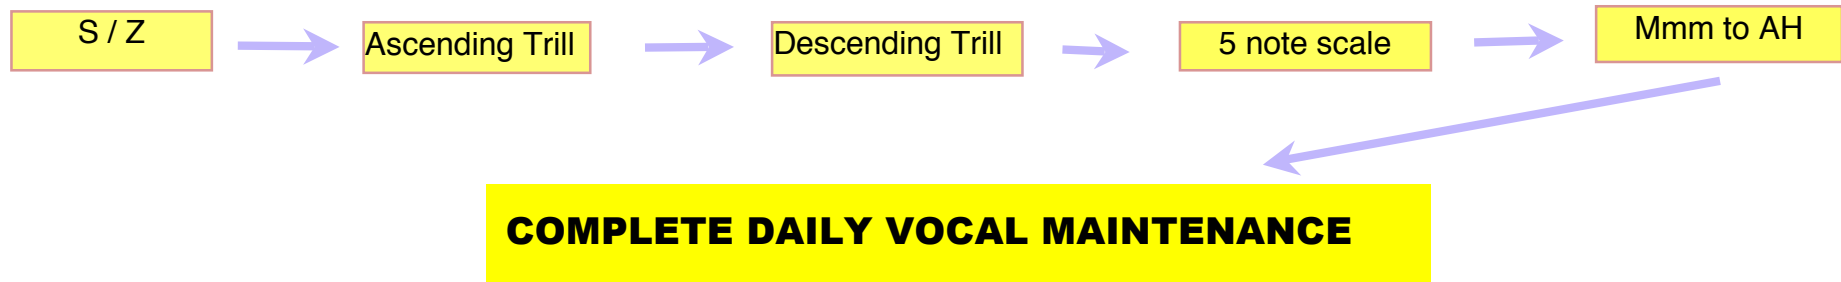 S / Z
Ascending Trill
Descending Trill
5 note scale
Mmm to AH
COMPLETE DAILY VOCAL MAINTENANCE